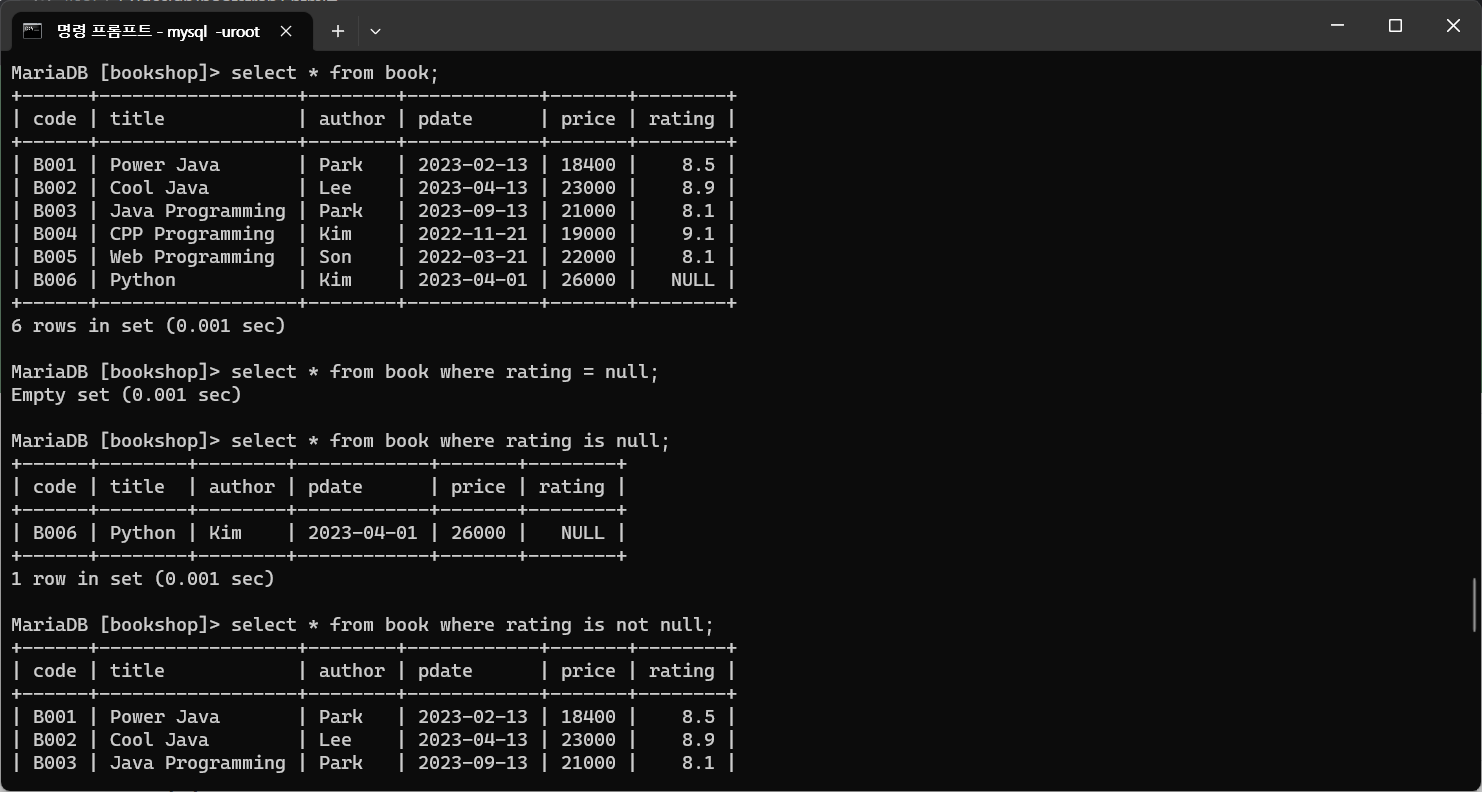 명령 프롬프트 - mysql  -uroot
MariaDB [bookshop]> select * from book;
+------+------------------+--------+------------+-------+--------+
| code | title            | author | pdate      | price | rating |
+------+------------------+--------+------------+-------+--------+
| B001 | Power Java       | Park   | 2023-02-13 | 18400 |    8.5 |
| B002 | Cool Java        | Lee    | 2023-04-13 | 23000 |    8.9 |
| B003 | Java Programming | Park   | 2023-09-13 | 21000 |    8.1 |
| B004 | CPP Programming  | Kim    | 2022-11-21 | 19000 |    9.1 |
| B005 | Web Programming  | Son    | 2022-03-21 | 22000 |    8.1 |
| B006 | Python           | Kim    | 2023-04-01 | 26000 |   NULL |
+------+------------------+--------+------------+-------+--------+
6 rows in set (0.001 sec)
MariaDB [bookshop]> select * from book where rating = null;
Empty set (0.001 sec)
MariaDB [bookshop]> select * from book where rating is null;
+------+--------+--------+------------+-------+--------+
| code | title  | author | pdate      | price | rating |
+------+--------+--------+------------+-------+--------+
| B006 | Python | Kim    | 2023-04-01 | 26000 |   NULL |
+------+--------+--------+------------+-------+--------+
1 row in set (0.001 sec)
MariaDB [bookshop]> select * from book where rating is not null;
+------+------------------+--------+------------+-------+--------+
| code | title            | author | pdate      | price | rating |
+------+------------------+--------+------------+-------+--------+
| B001 | Power Java       | Park   | 2023-02-13 | 18400 |    8.5 |
| B002 | Cool Java        | Lee    | 2023-04-13 | 23000 |    8.9 |
| B003 | Java Programming | Park   | 2023-09-13 | 21000 |    8.1 |